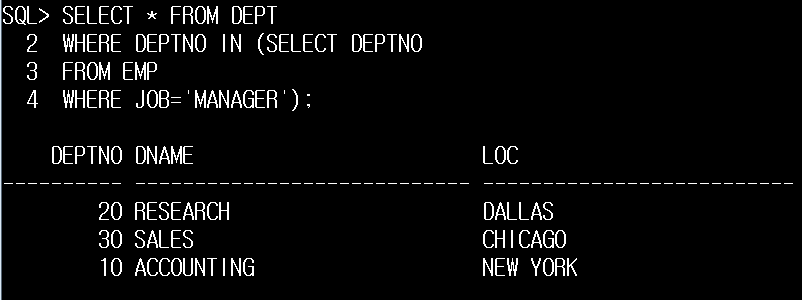 SQL> SELECT * FROM DEPT
2 WHERE DEPTNO IN (SELECT DEPTNO
3 FROM EMP
4 WHERE JOB='MANAGER');
DEPTNO DNAME LOC
---------- ---------------------------- --------------------------
20 RESEARCH DALLAS
30 SALES CHICAGO
10 ACCOUNTING NEW YORK